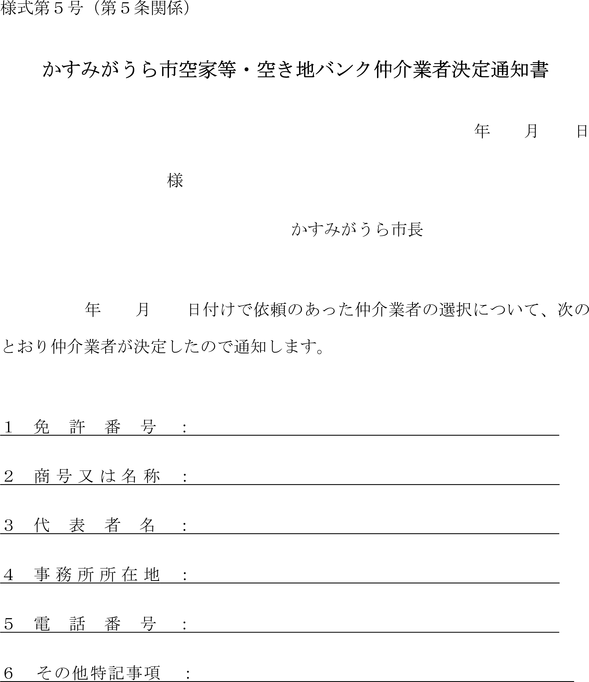 様式第５号（第５条関係）
かすみがうら市空家等・空き地バンク仲介業者決定通知書
年　　月　　日
様
かすみがうら市長
年　　月　　日付けで依頼のあった仲介業者の選択について、次の
とおり仲介業者が決定したので通知します。
１　免　許　番　号　：
２　商号又は名称　：
３　代　表　者　名　：
４　事務所所在地　：
５　電　話　番　号　：
６　その他特記事項　：